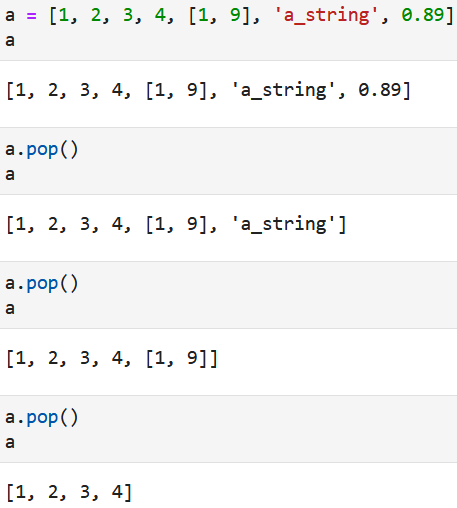 a = [1, 2, 3, 4, [1, 9], 'a_string', 0.89]
a
[1, 2, 3, 4, [1, 9], 'a_string', 0.89]
a.pop()
a
[1, 2, 3, 4, [1, 9], 'a_string']
a.pop()
a
[1, 2, 3, 4, [1, 9]]
a.pop()
a
[1, 2, 3, 4]